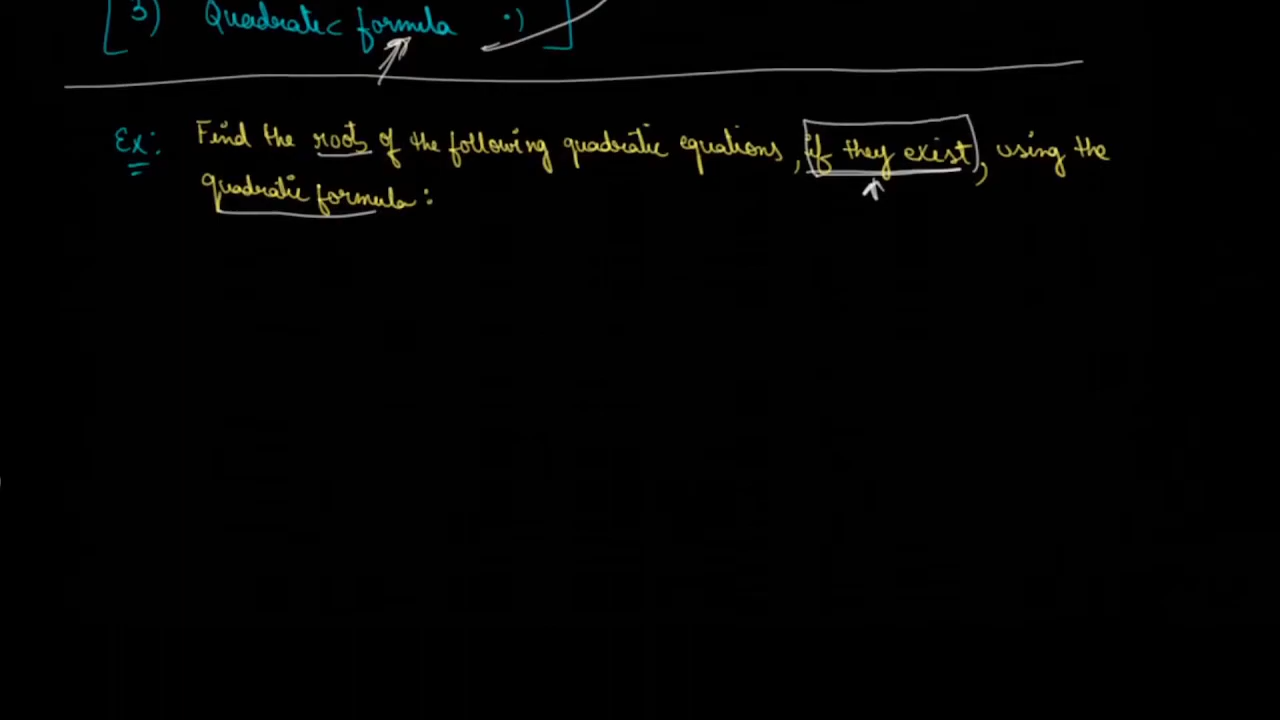 [3) Quadratic formula :)]
Ex: Find the roots of the following quadratic equations, if they exist, using the
quadratic formula: